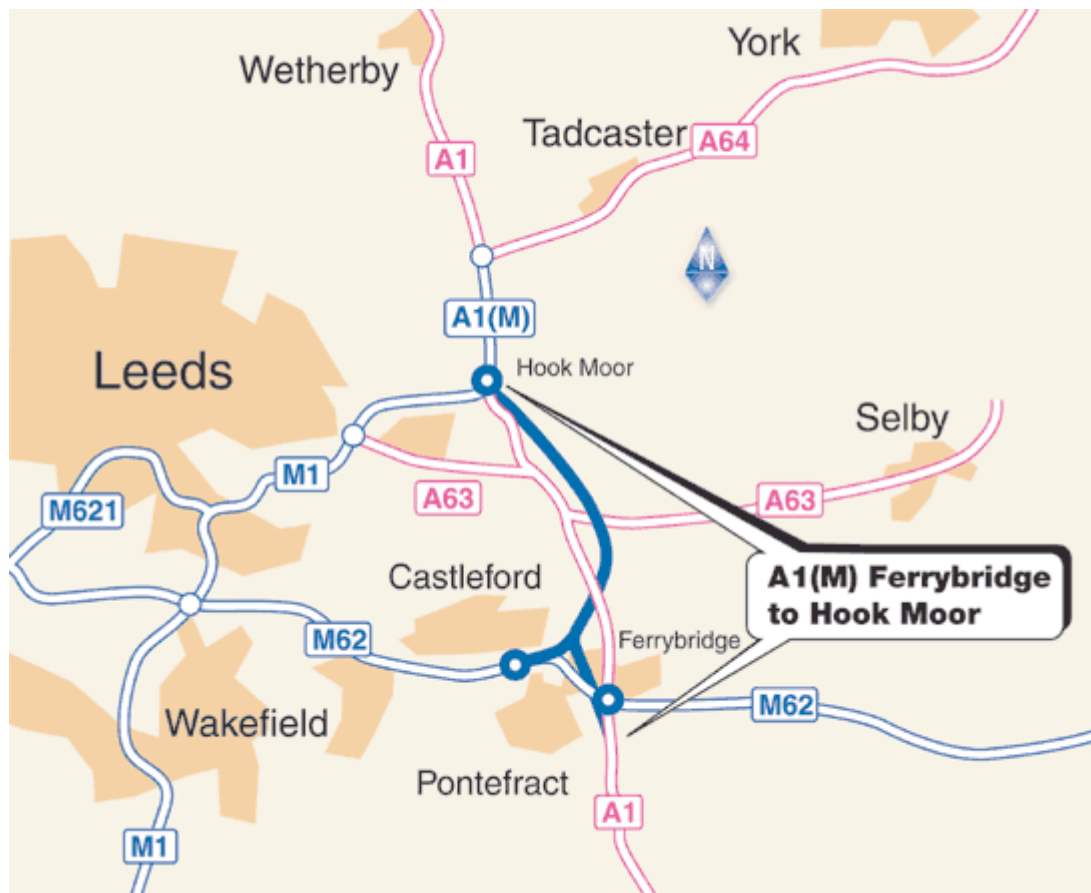 York
Wetherby
Tadcaster
A64
A1
N
A1(M)
Leeds
Hook Moor
Selby
M1
A63
A63
M621
A1(M) Ferrybridge
to Hook Moor
Castleford
M62
Ferrybridge
Wakefield
M62
Pontefract
A1
M1